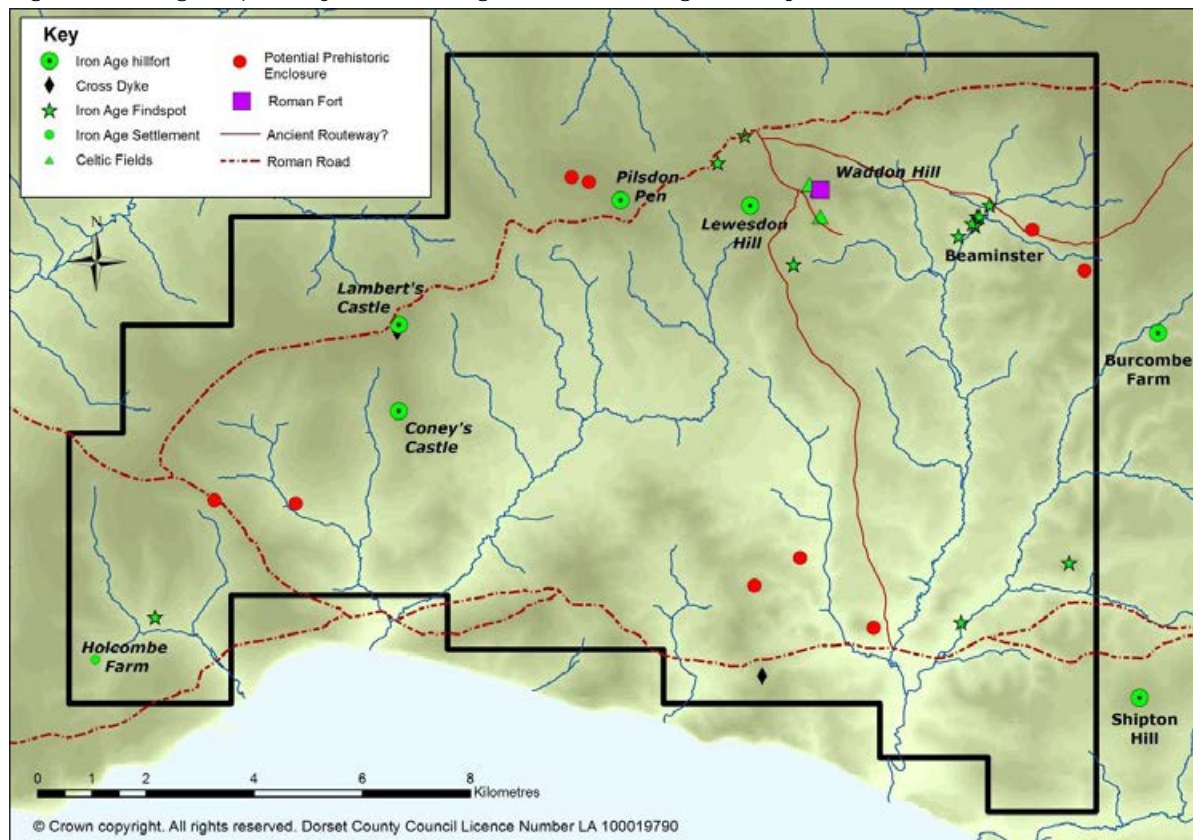 Key
Iron Age hillfort
Cross Dyke
Iron Age Findspot
Iron Age Settlement
Celtic Fields
Potential Prehistoric
Enclosure
Roman Fort
Ancient Routeway?
Roman Road
N
Pilsdon
Pen
Waddon Hill
Lewesdon
Hill
Beaminster
Lambert's
Castle
Burcombe
Farm
Coney's
Castle
Holcombe
Farm
Shipton
Hill
0 1 2 4 6 8
Kilometres
© Crown copyright. All rights reserved. Dorset County Council Licence Number LA 100019790